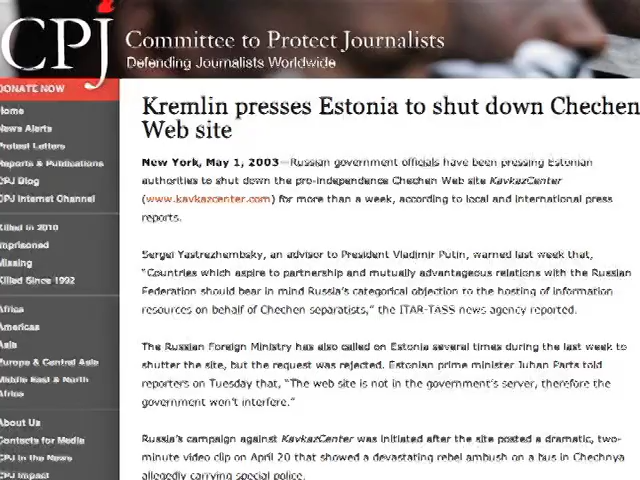 CPJ
Committee to Protect Journalists
Defending Journalists Worldwide
DONATE NOW
Home
News Alerts
Protest Letters
Reports & Publications
CPJ Blog
CPJ Internet Channel
Killed in 2010
Imprisoned
Missing
Killed Since 1992
Africa
Americas
Asia
Europe & Central Asia
Middle East & North
Africa
About Us
Contacts for Media
CPJ in the News
CPJ Impact
Kremlin presses Estonia to shut down Chechen
Web site
New York, May 1, 2003—Russian government officials have been pressing Estonian
authorities to shut down the pro-independence Chechen Web site KavkazCenter
(www.kavkazcenter.com) for more than a week, according to local and international press
reports.
Sergei Yastrezhembsky, an advisor to President Vladimir Putin, warned last week that,
"Countries which aspire to partnership and mutually advantageous relations with the Russian
Federation should bear in mind Russia's categorical objection to the hosting of information
resources on behalf of Chechen separatists," the ITAR-TASS news agency reported.
The Russian Foreign Ministry has also called on Estonia several times during the last week to
shutter the site, but the request was rejected. Estonian prime minister Juhan Parts told
reporters on Tuesday that, "The web site is not in the government's server, therefore the
government won't interfere."
Russia's campaign against KavkazCenter was initiated after the site posted a dramatic, two-
minute video clip on April 20 that showed a devastating rebel ambush on a bus in Chechnya
allegedly carrying special police.